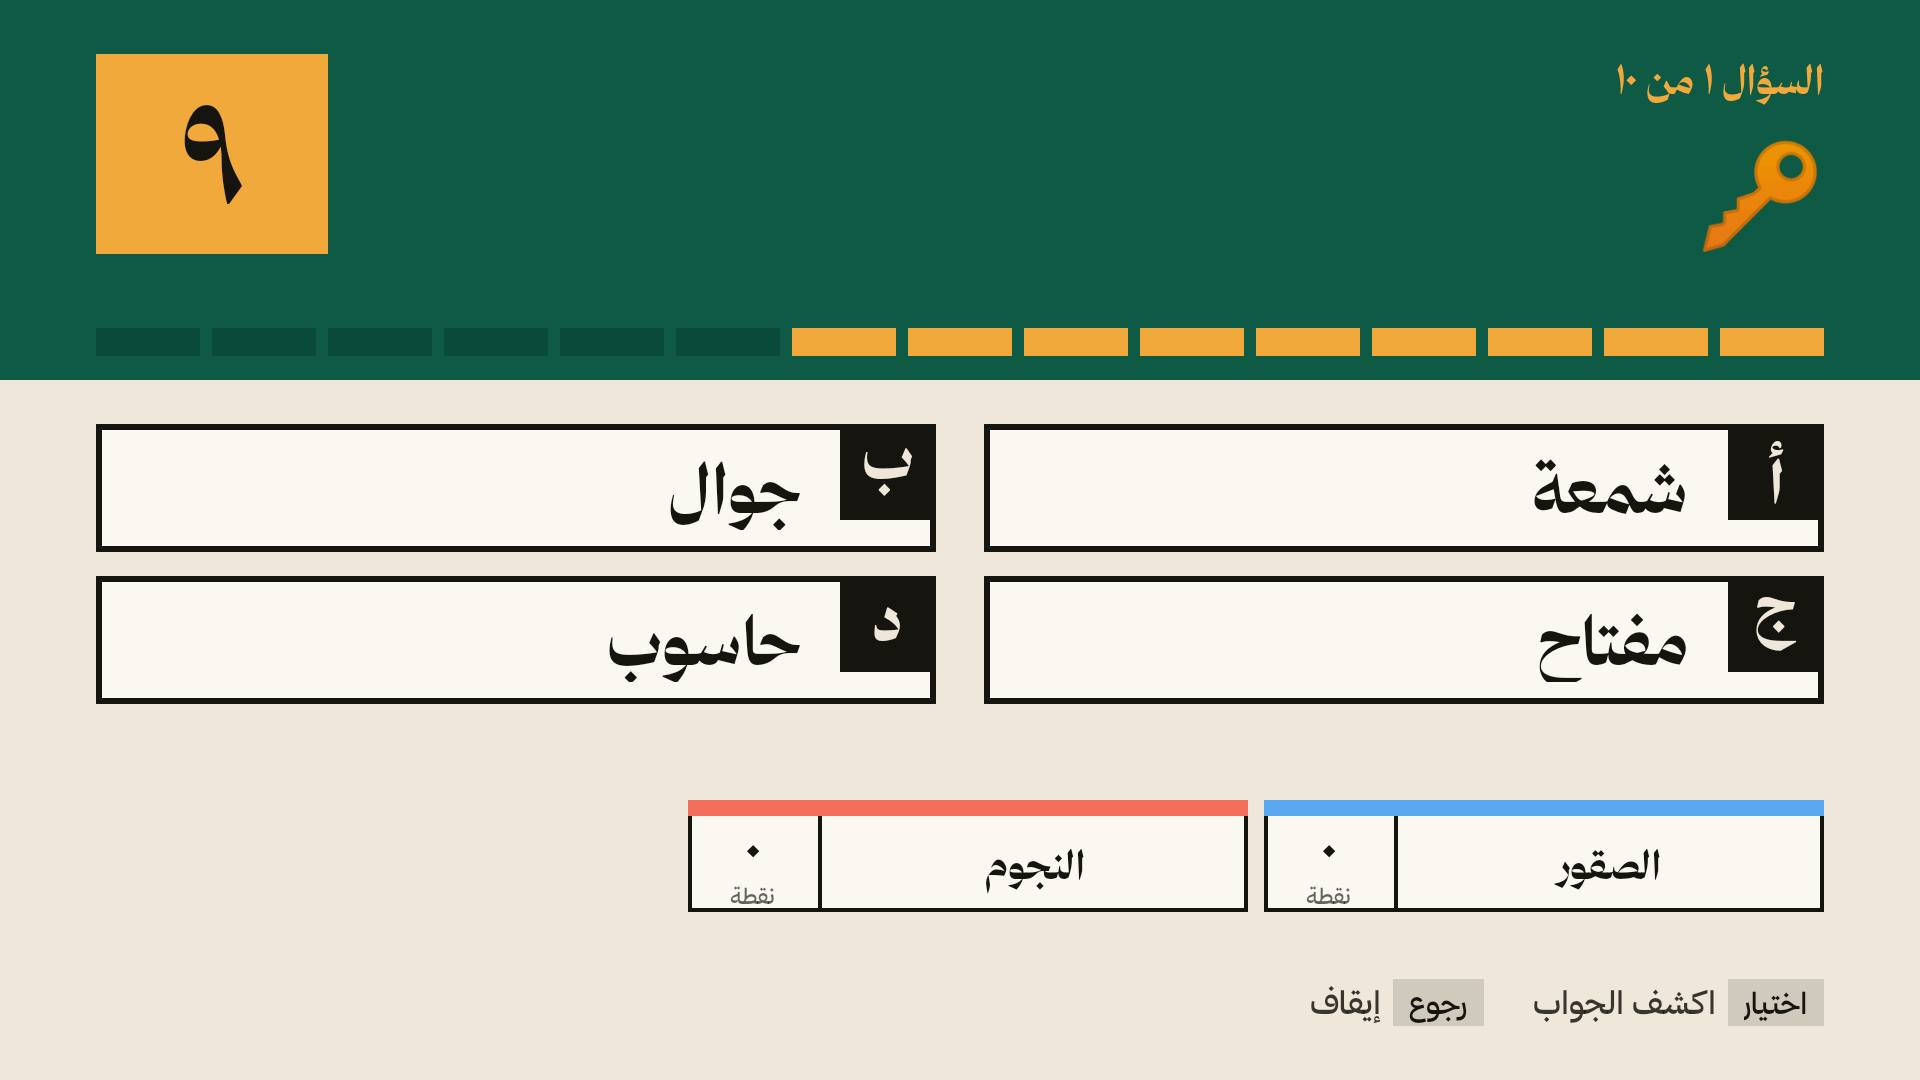 السؤال ١ من ١٠
٩
أ شمعة
ب جوال
ج مفتاح
د حاسوب
الصقور
٠
نقطة
النجوم
٠
نقطة
اختيار اكشف الجواب رجوع إيقاف